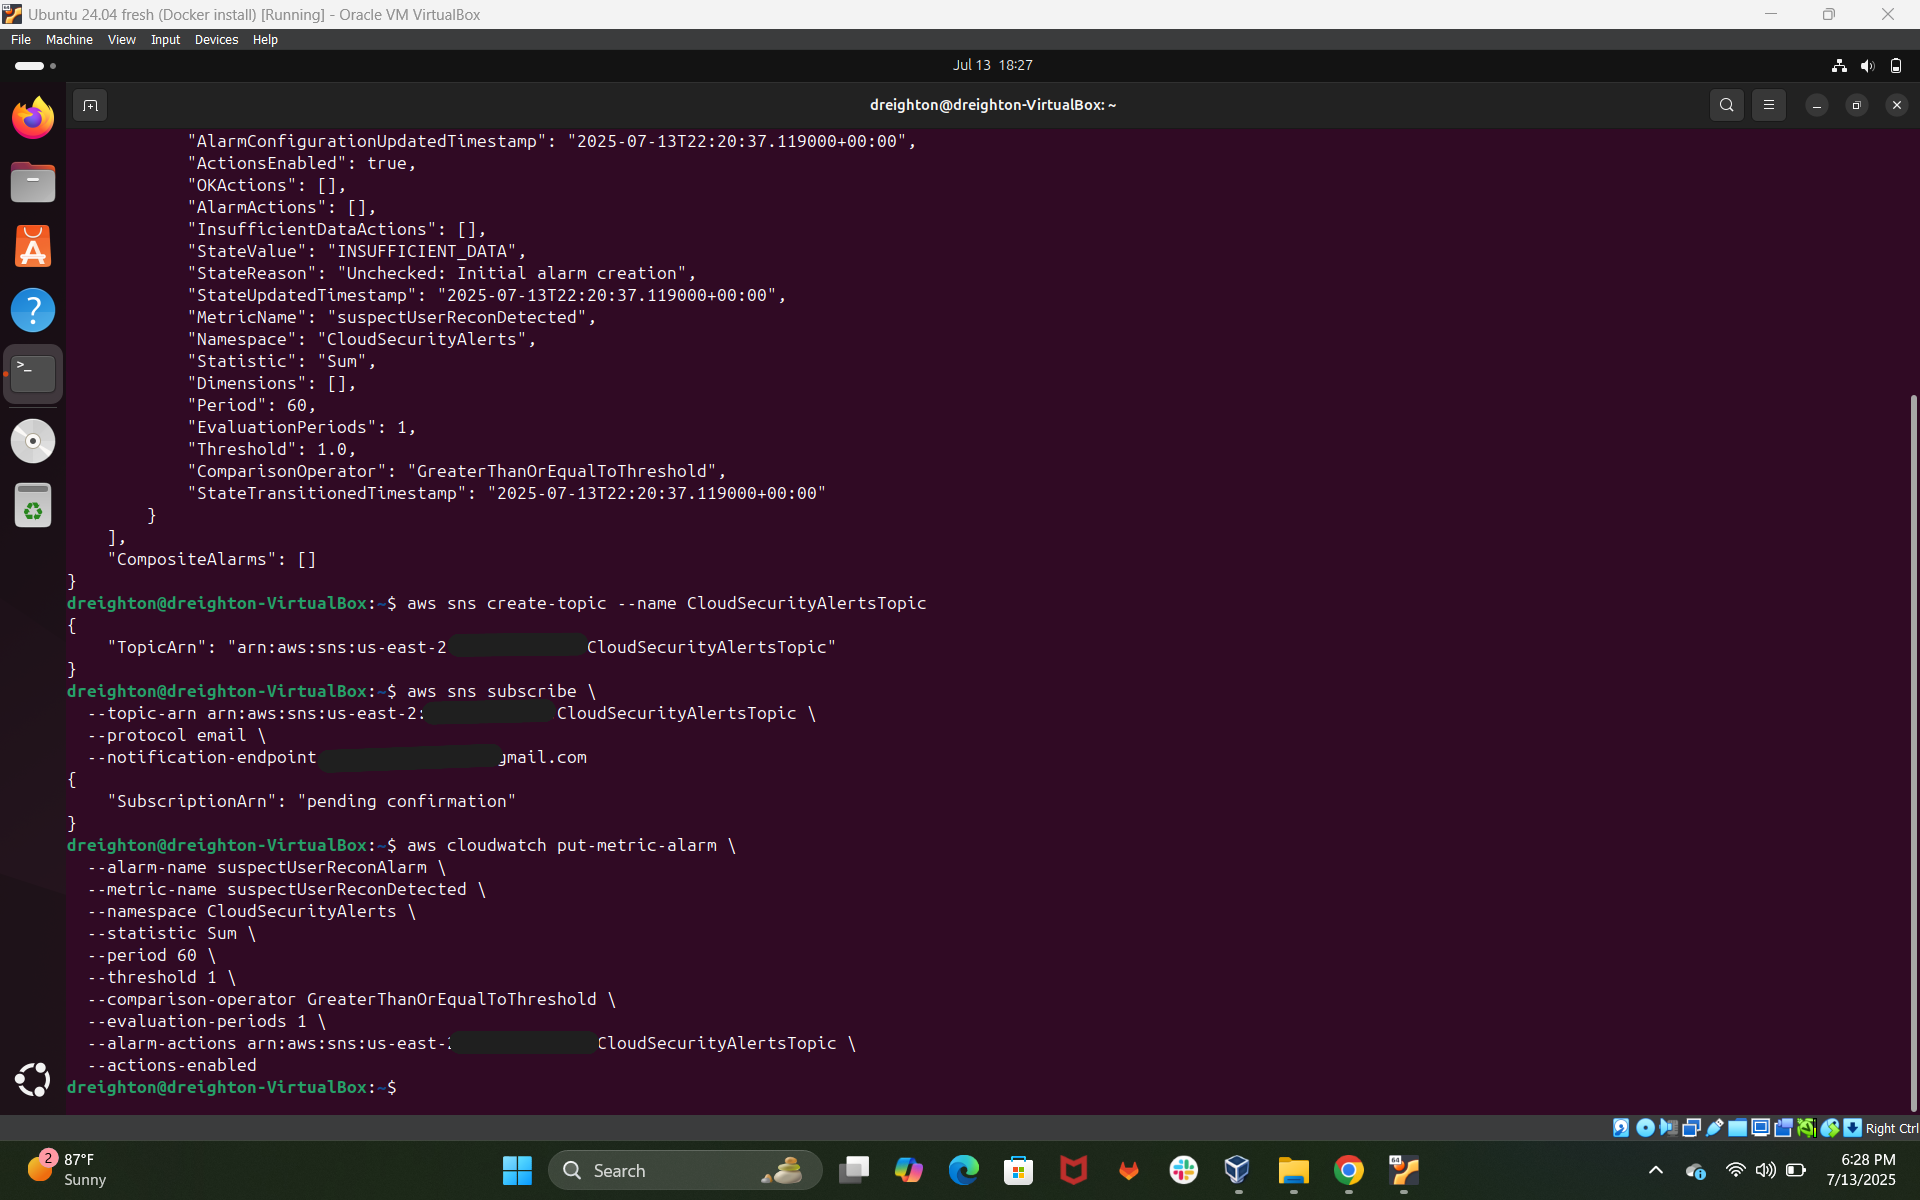 Ubuntu 24.04 fresh (Docker install) [Running] - Oracle VM VirtualBox
File Machine View Input Devices Help
Jul 13 18:27
dreighton@dreighton-VirtualBox: ~
"AlarmConfigurationUpdatedTimestamp": "2025-07-13T22:20:37.119000+00:00",
"ActionsEnabled": true,
"OKActions": [],
"AlarmActions": [],
"InsufficientDataActions": [],
"StateValue": "INSUFFICIENT_DATA",
"StateReason": "Unchecked: Initial alarm creation",
"StateUpdatedTimestamp": "2025-07-13T22:20:37.119000+00:00",
"MetricName": "suspectUserReconDetected",
"Namespace": "CloudSecurityAlerts",
"Statistic": "Sum",
"Dimensions": [],
"Period": 60,
"EvaluationPeriods": 1,
"Threshold": 1.0,
"ComparisonOperator": "GreaterThanOrEqualToThreshold",
"StateTransitionedTimestamp": "2025-07-13T22:20:37.119000+00:00"
}
],
"CompositeAlarms": []
}
dreighton@dreighton-VirtualBox:~$ aws sns create-topic --name CloudSecurityAlertsTopic
{
"TopicArn": "arn:aws:sns:us-east-2 CloudSecurityAlertsTopic"
}
dreighton@dreighton-VirtualBox:~$ aws sns subscribe \
--topic-arn arn:aws:sns:us-east-2: CloudSecurityAlertsTopic \
--protocol email \
--notification-endpoint gmail.com
{
"SubscriptionArn": "pending confirmation"
}
dreighton@dreighton-VirtualBox:~$ aws cloudwatch put-metric-alarm \
--alarm-name suspectUserReconAlarm \
--metric-name suspectUserReconDetected \
--namespace CloudSecurityAlerts \
--statistic Sum \
--period 60 \
--threshold 1 \
--comparison-operator GreaterThanOrEqualToThreshold \
--evaluation-periods 1 \
--alarm-actions arn:aws:sns:us-east-2 CloudSecurityAlertsTopic \
--actions-enabled
dreighton@dreighton-VirtualBox:~$
Right Ctrl
2
87°F
Sunny
Search
6:28 PM
7/13/2025